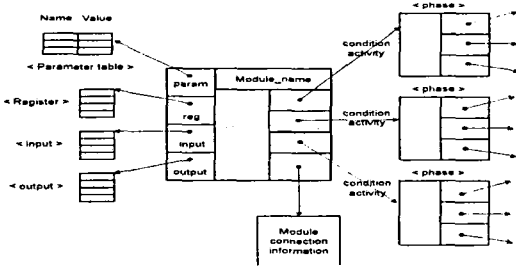 Name Value
< Parameter table >
< Register >
< input >
< output >
param
Module_name
reg
input
output
Module
connection
information
condition
activity
condition
activity
condition
activity
< phase >
< phase >
< phase >